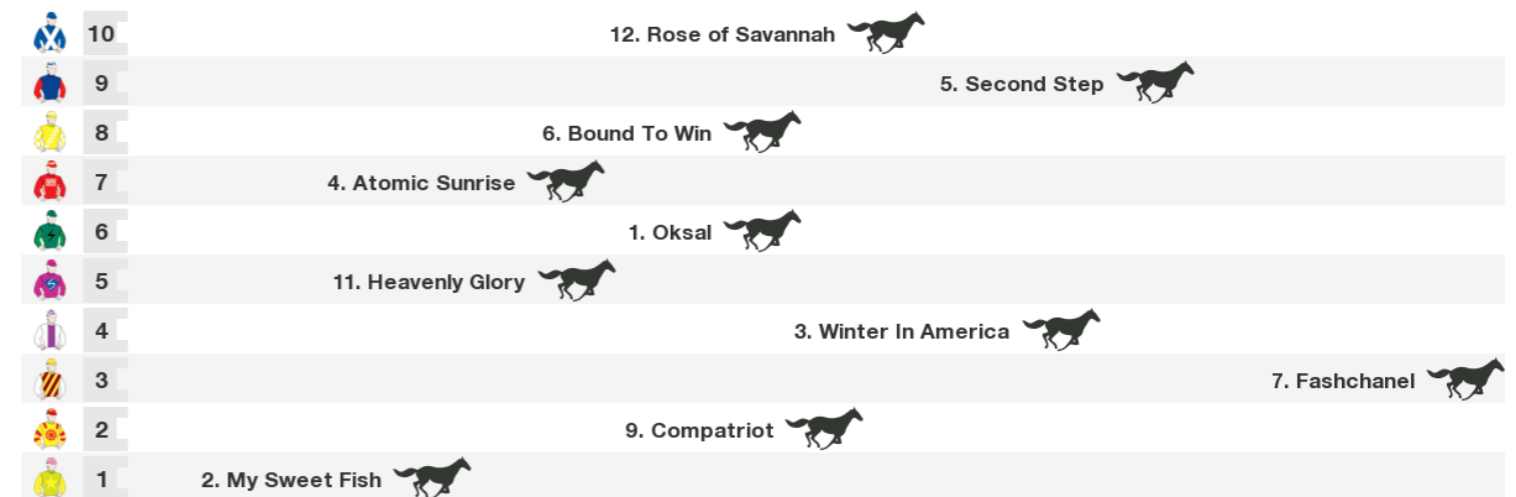 10 12. Rose of Savannah
9 5. Second Step
8 6. Bound To Win
7 4. Atomic Sunrise
6 1. Oksal
5 11. Heavenly Glory
4 3. Winter In America
3 7. Fashchanel
2 9. Compatriot
1 2. My Sweet Fish